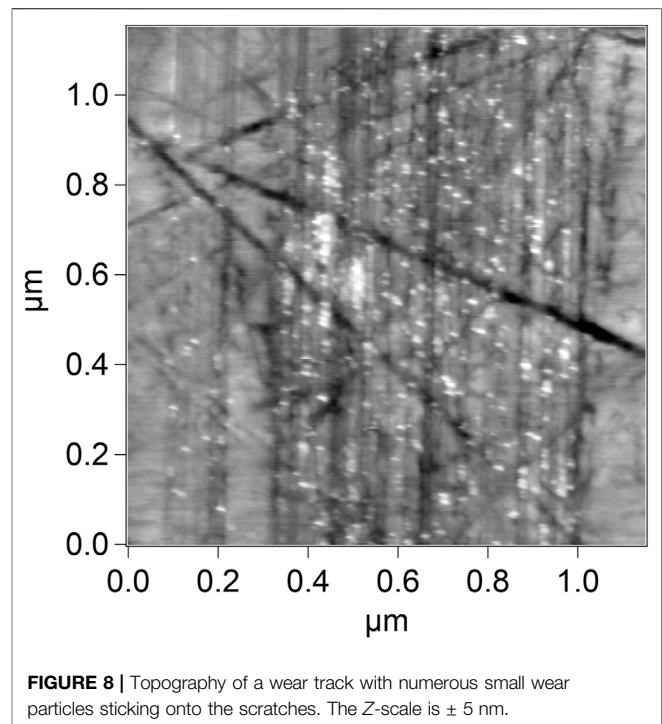 1.0
0.8
0.6
0.4
0.2
0.0
µm
0.0 0.2 0.4 0.6 0.8 1.0
µm
FIGURE 8 | Topography of a wear track with numerous small wear
particles sticking onto the scratches. The Z-scale is ± 5 nm.